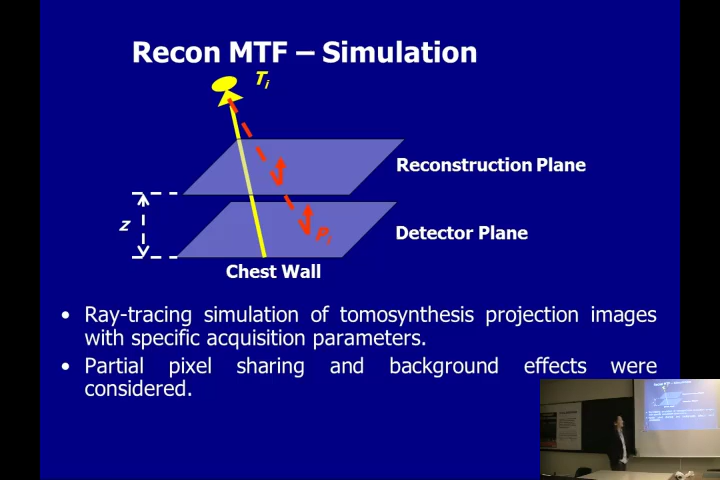 Recon MTF – Simulation
Ti
Reconstruction Plane
z
Pi
Detector Plane
Chest Wall
• Ray-tracing simulation of tomosynthesis projection images
with specific acquisition parameters.
• Partial pixel sharing and background effects were
considered.